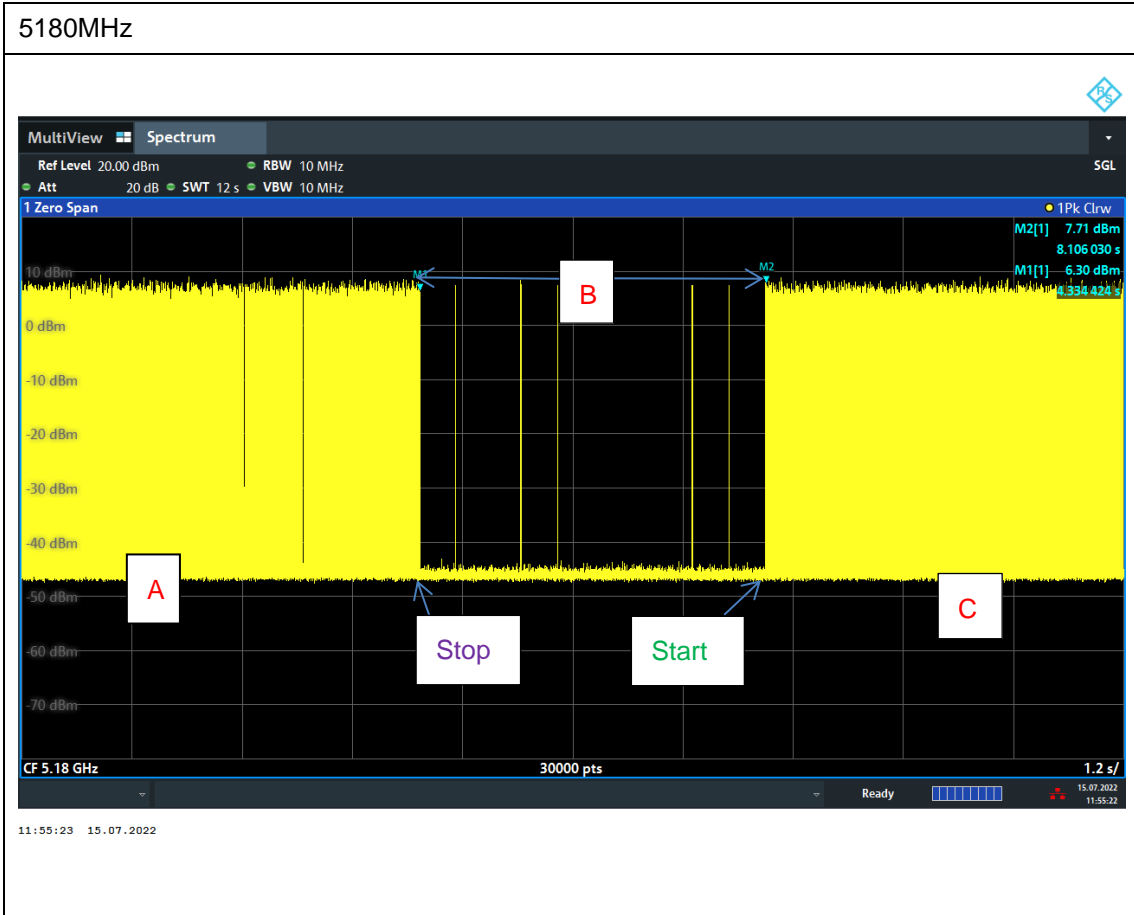 5180MHz
R&S
MultiView Spectrum
Ref Level 20.00 dBm RBW 10 MHz SGL
Att 20 dB SWT 12 s VBW 10 MHz
1 Zero Span 1Pk Clrw
M2[1] 7.71 dBm
8.106 030 s
M1[1] 6.30 dBm
4.334 424 s
10 dBm
M1
M2
B
0 dBm
-10 dBm
-20 dBm
-30 dBm
-40 dBm
A
-50 dBm
C
Stop
Start
-60 dBm
-70 dBm
CF 5.18 GHz 30000 pts 1.2 s/
Ready 15.07.2022
11:55:22
11:55:23 15.07.2022